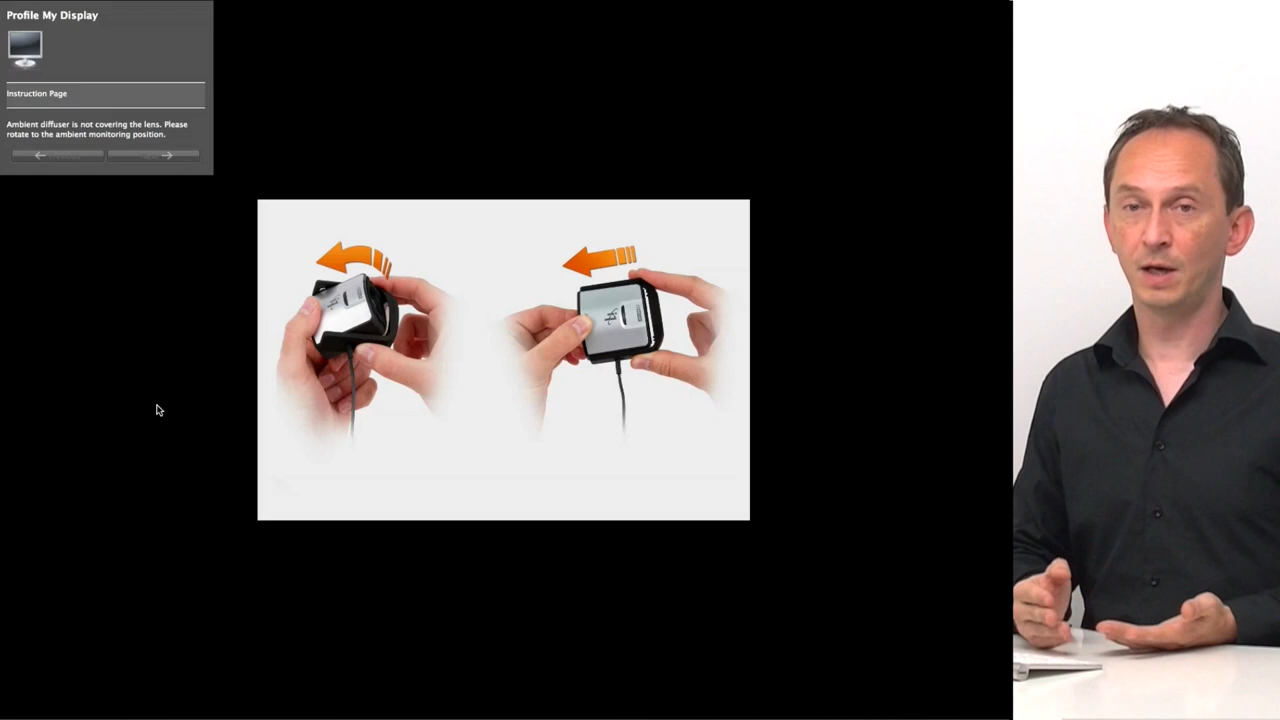 Profile My Display
Instruction Page
Ambient diffuser is not covering the lens. Please
rotate to the ambient monitoring position.